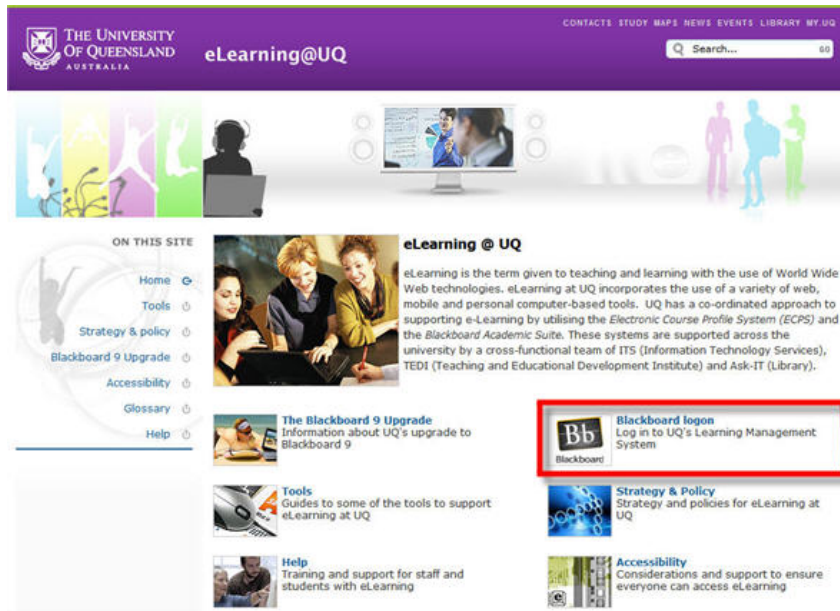 THE UNIVERSITY
OF QUEENSLAND
AUSTRALIA
eLearning@UQ
CONTACTS STUDY MAPS NEWS EVENTS LIBRARY MY.UQ
Search...
GO
ON THIS SITE
Home
Tools
Strategy & policy
Blackboard 9 Upgrade
Accessibility
Glossary
Help
eLearning @ UQ
eLearning is the term given to teaching and learning with the use of World Wide
Web technologies. eLearning at UQ incorporates the use of a variety of web,
mobile and personal computer-based tools. UQ has a co-ordinated approach to
supporting e-Learning by utilising the Electronic Course Profile System (ECPS) and
the Blackboard Academic Suite. These systems are supported across the
university by a cross-functional team of ITS (Information Technology Services),
TEDI (Teaching and Educational Development Institute) and Ask-IT (Library).
The Blackboard 9 Upgrade
Information about UQ's upgrade to
Blackboard 9
Bb
Blackboard
Blackboard logon
Log in to UQ's Learning Management
System
Tools
Guides to some of the tools to support
eLearning at UQ
Strategy & Policy
Strategy and policies for eLearning at
UQ
Help
Training and support for staff and
students with eLearning
e
Accessibility
Considerations and support to ensure
everyone can access eLearning